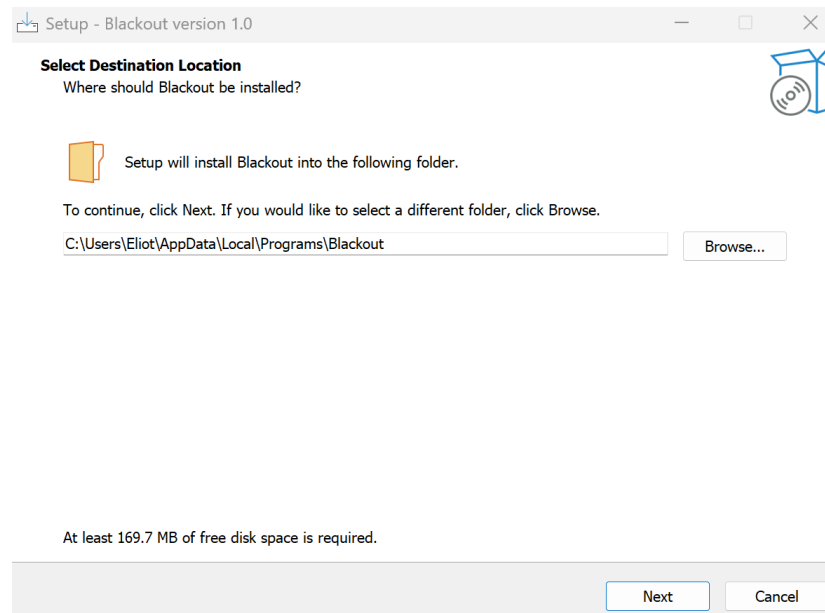 Setup - Blackout version 1.0
Select Destination Location
Where should Blackout be installed?
Setup will install Blackout into the following folder.
To continue, click Next. If you would like to select a different folder, click Browse.
C:\Users\Eliot\AppData\Local\Programs\Blackout
Browse...
At least 169.7 MB of free disk space is required.
Next
Cancel